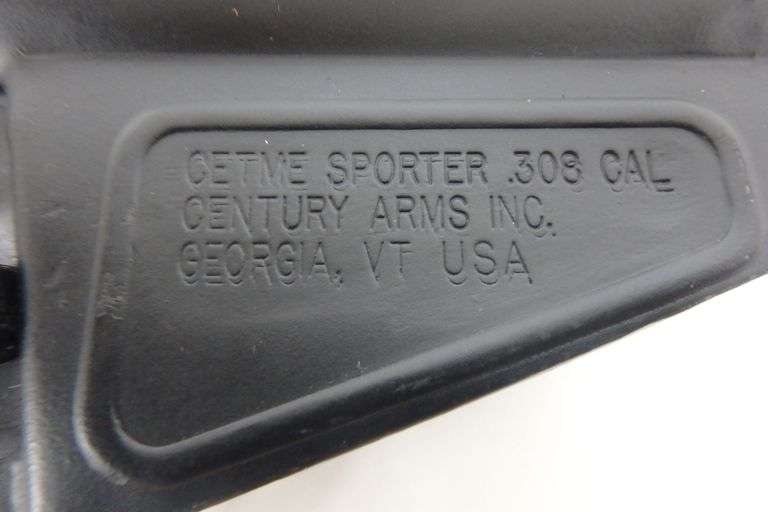 CETME SPORTER .308 CAL
CENTURY ARMS INC.
GEORGIA, VT USA